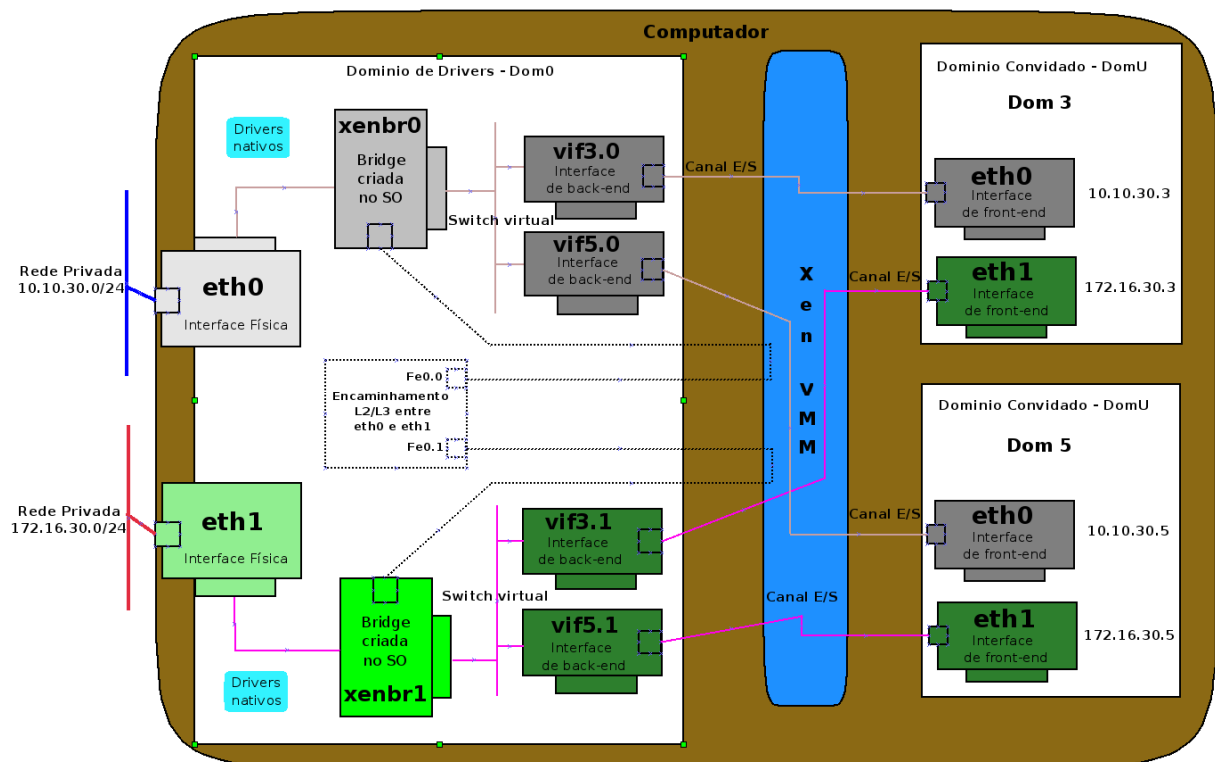 Computador
Dominio de Drivers - Dom0
Drivers
nativos
xenbr0
Bridge
criada
no SO
Switch virtual
vif3.0
Interface
de back-end
vif5.0
Interface
de back-end
Canal E/S
Rede Privada
10.10.30.0/24
eth0
Interface Física
Fe0.0
Encaminhamento
L2/L3 entre
eth0 e eth1
Fe0.1
Rede Privada
172.16.30.0/24
eth1
Interface Física
Drivers
nativos
Bridge
criada
no SO
xenbr1
Switch virtual
vif3.1
Interface
de back-end
vif5.1
Interface
de back-end
X
e
n
V
M
M
Dominio Convidado - DomU
Dom 3
eth0
Interface
de front-end
10.10.30.3
Canal E/S
eth1
Interface
de front-end
172.16.30.3
Dominio Convidado - DomU
Dom 5
Canal E/S
eth0
Interface
de front-end
10.10.30.5
Canal E/S
eth1
Interface
de front-end
172.16.30.5